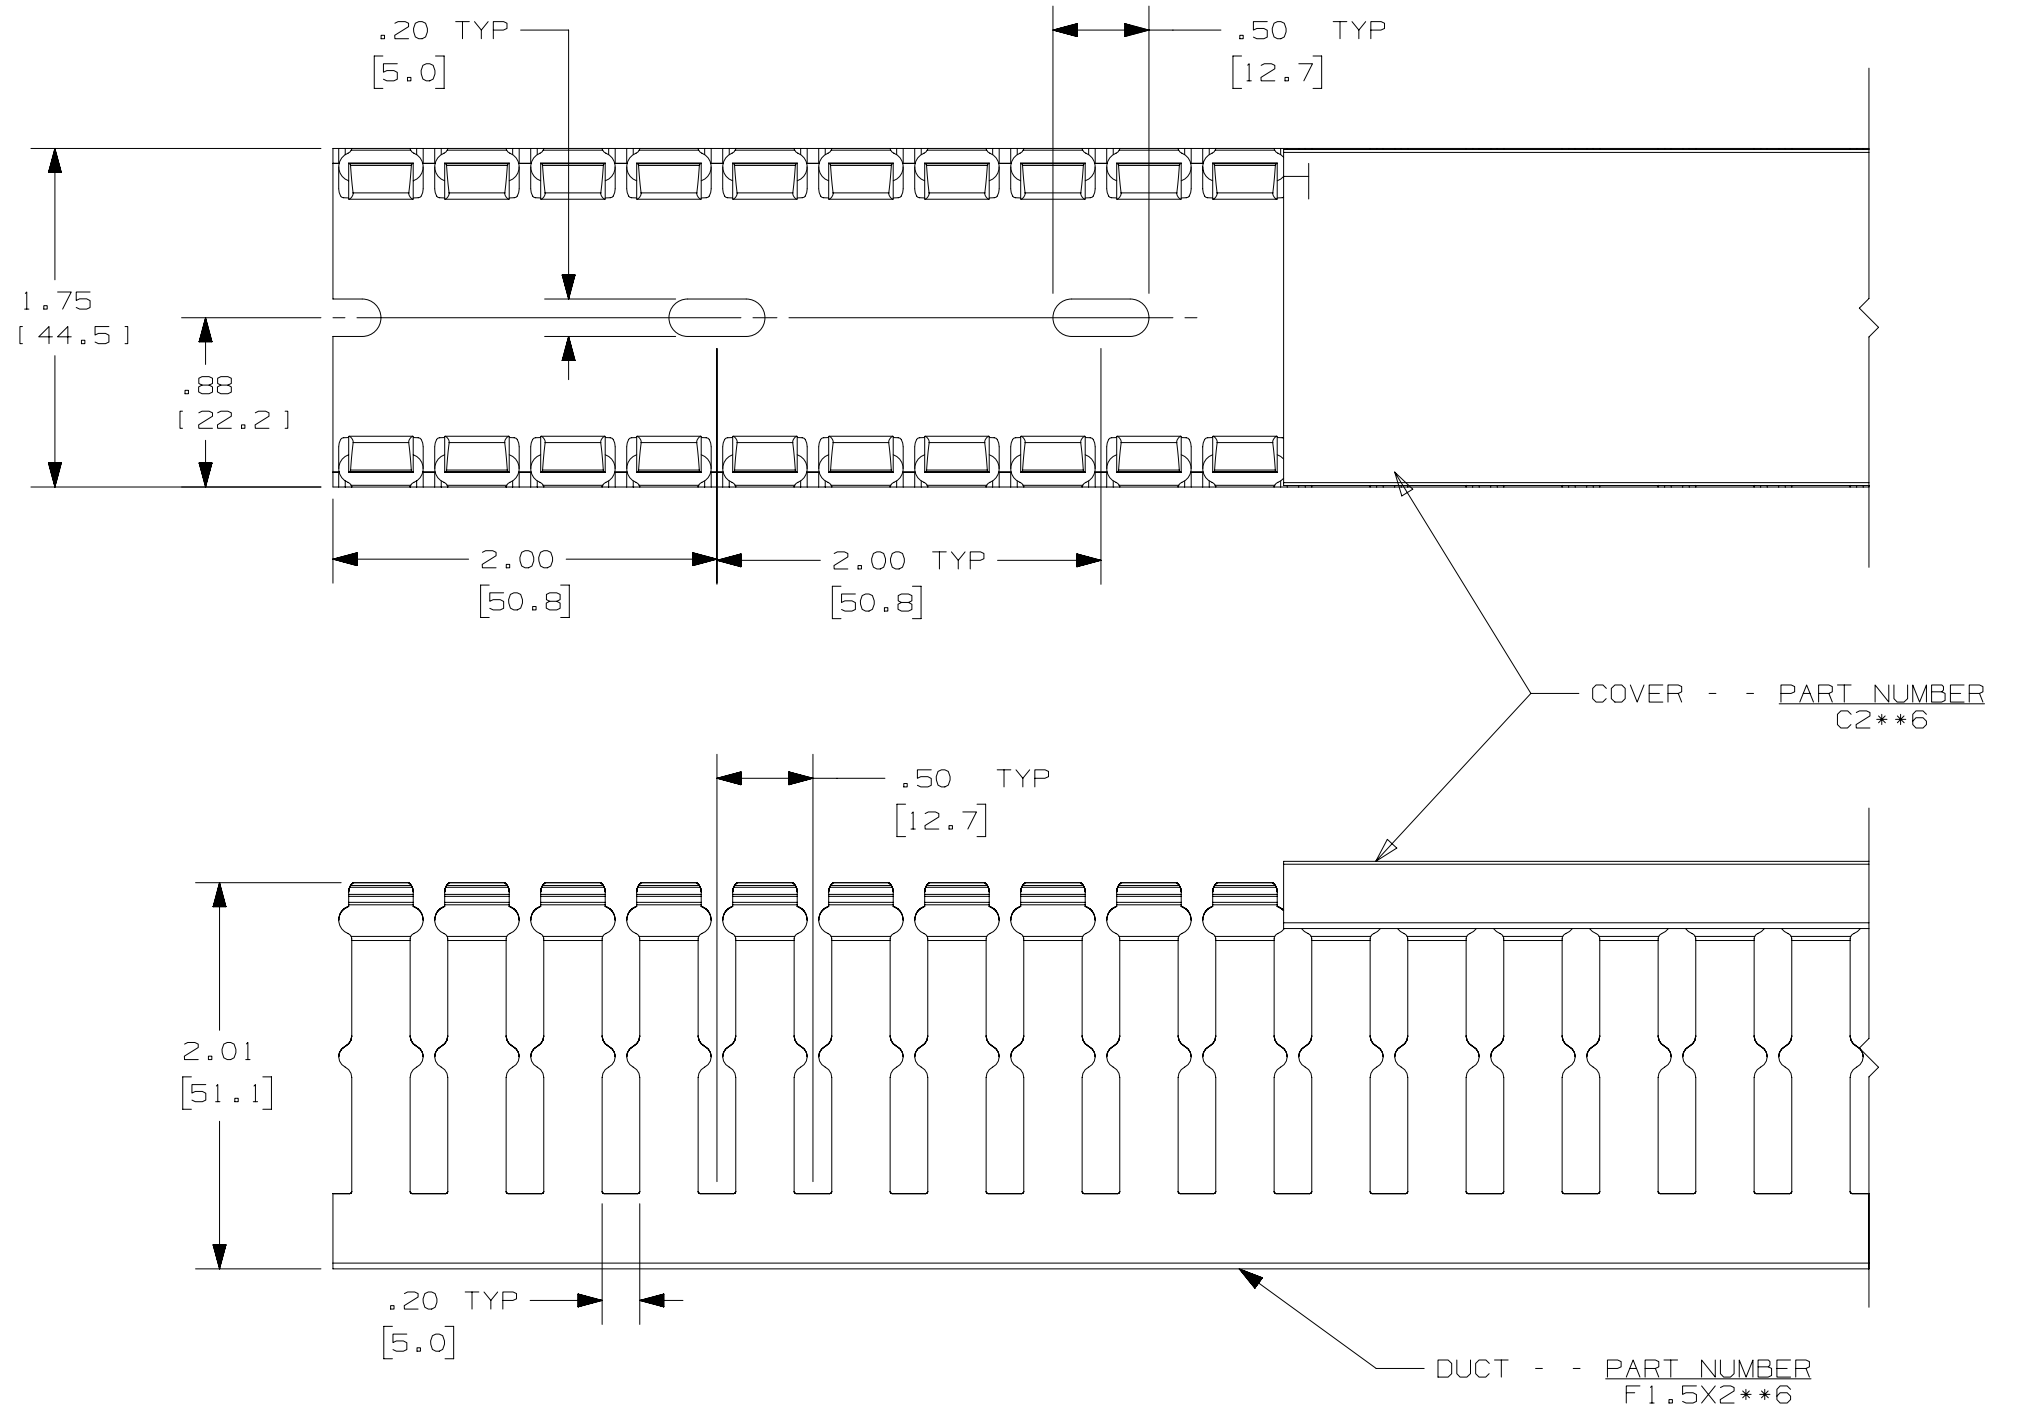 .20 TYP
[5.0]
.50 TYP
[12.7]
1.75
[44.5]
.88
[22.2]
2.00
[50.8]
2.00 TYP
[50.8]
COVER - - PART NUMBER
C2**6
.50 TYP
[12.7]
2.01
[51.1]
.20 TYP
[5.0]
DUCT - - PART NUMBER
F1.5X2**6